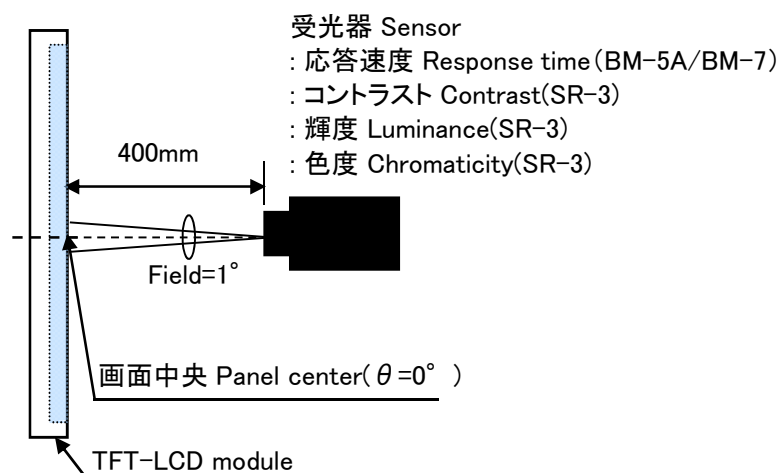 受光器 Sensor
: 応答速度 Response time(BM-5A/BM-7)
: コントラスト Contrast(SR-3)
: 輝度 Luminance(SR-3)
: 色度 Chromaticity(SR-3)
400mm
Field=1°
画面中央 Panel center(θ=0° )
TFT-LCD module